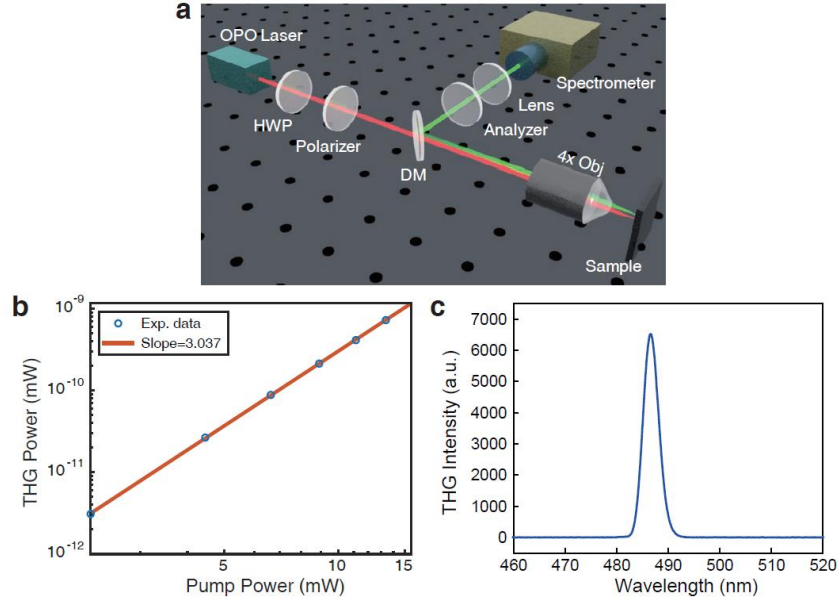 a
OPO Laser
HWP
Polarizer
DM
Spectrometer
Lens
Analyzer
4x Obj
Sample
b
10⁻⁹
10⁻¹⁰
10⁻¹¹
10⁻¹²
THG Power (mW)
Exp. data
Slope=3.037
5
10
15
Pump Power (mW)
c
7000
6000
5000
4000
3000
2000
1000
0
THG Intensity (a.u.)
460
470
480
490
500
510
520
Wavelength (nm)